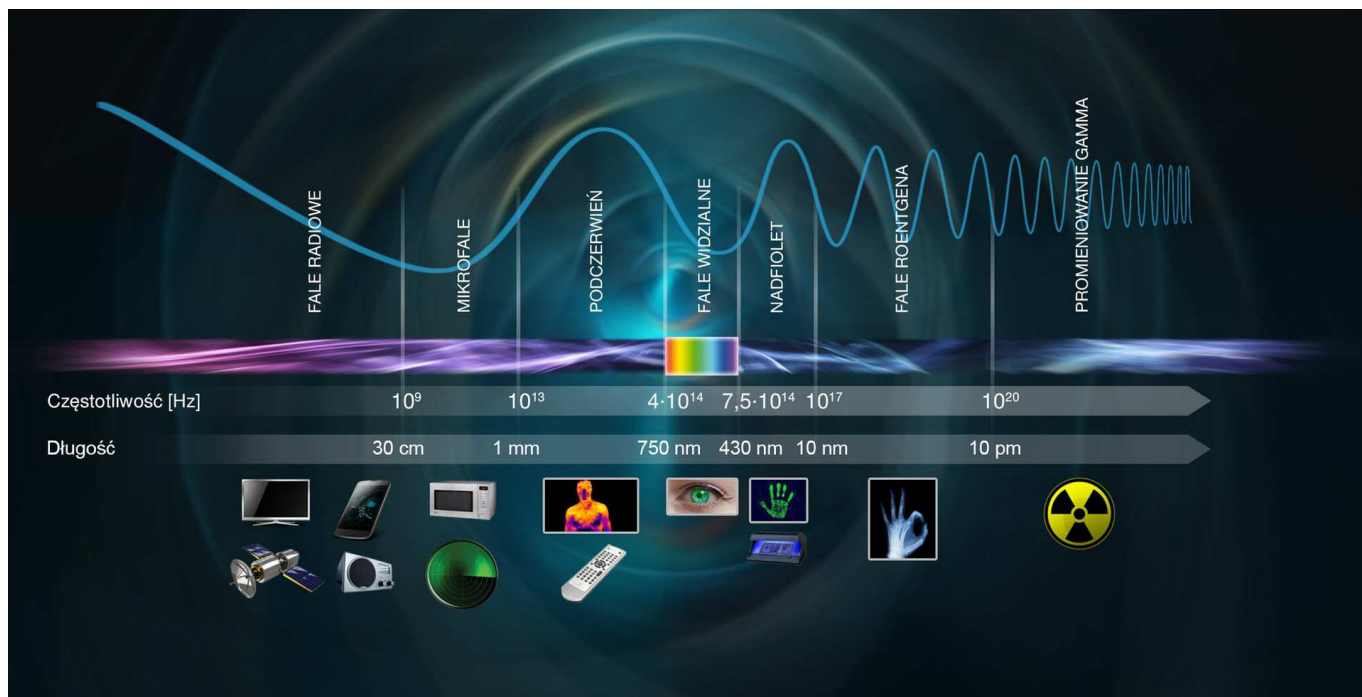 FALE RADIOWE
MIKROFALE
PODCZERWIEŃ
FALE WIDZIALNE
NADFIOLET
FALE ROENTGENA
PROMIENIOWANIE GAMMA
Częstotliwość [Hz] 10⁹ 10¹³ 4·10¹⁴ 7,5·10¹⁴ 10¹⁷ 10²⁰
Długość 30 cm 1 mm 750 nm 430 nm 10 nm 10 pm